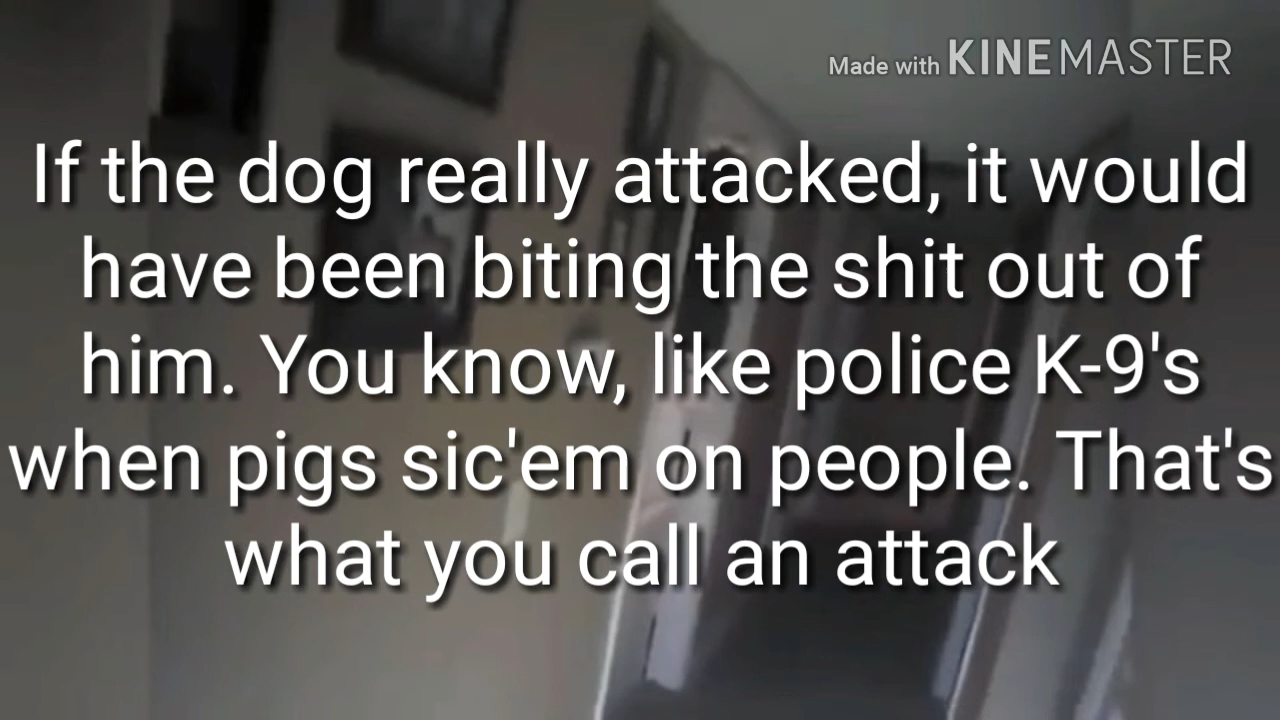 Made with KINEMASTER
If the dog really attacked, it would
have been biting the shit out of
him. You know, like police K-9's
when pigs sic'em on people. That's
what you call an attack